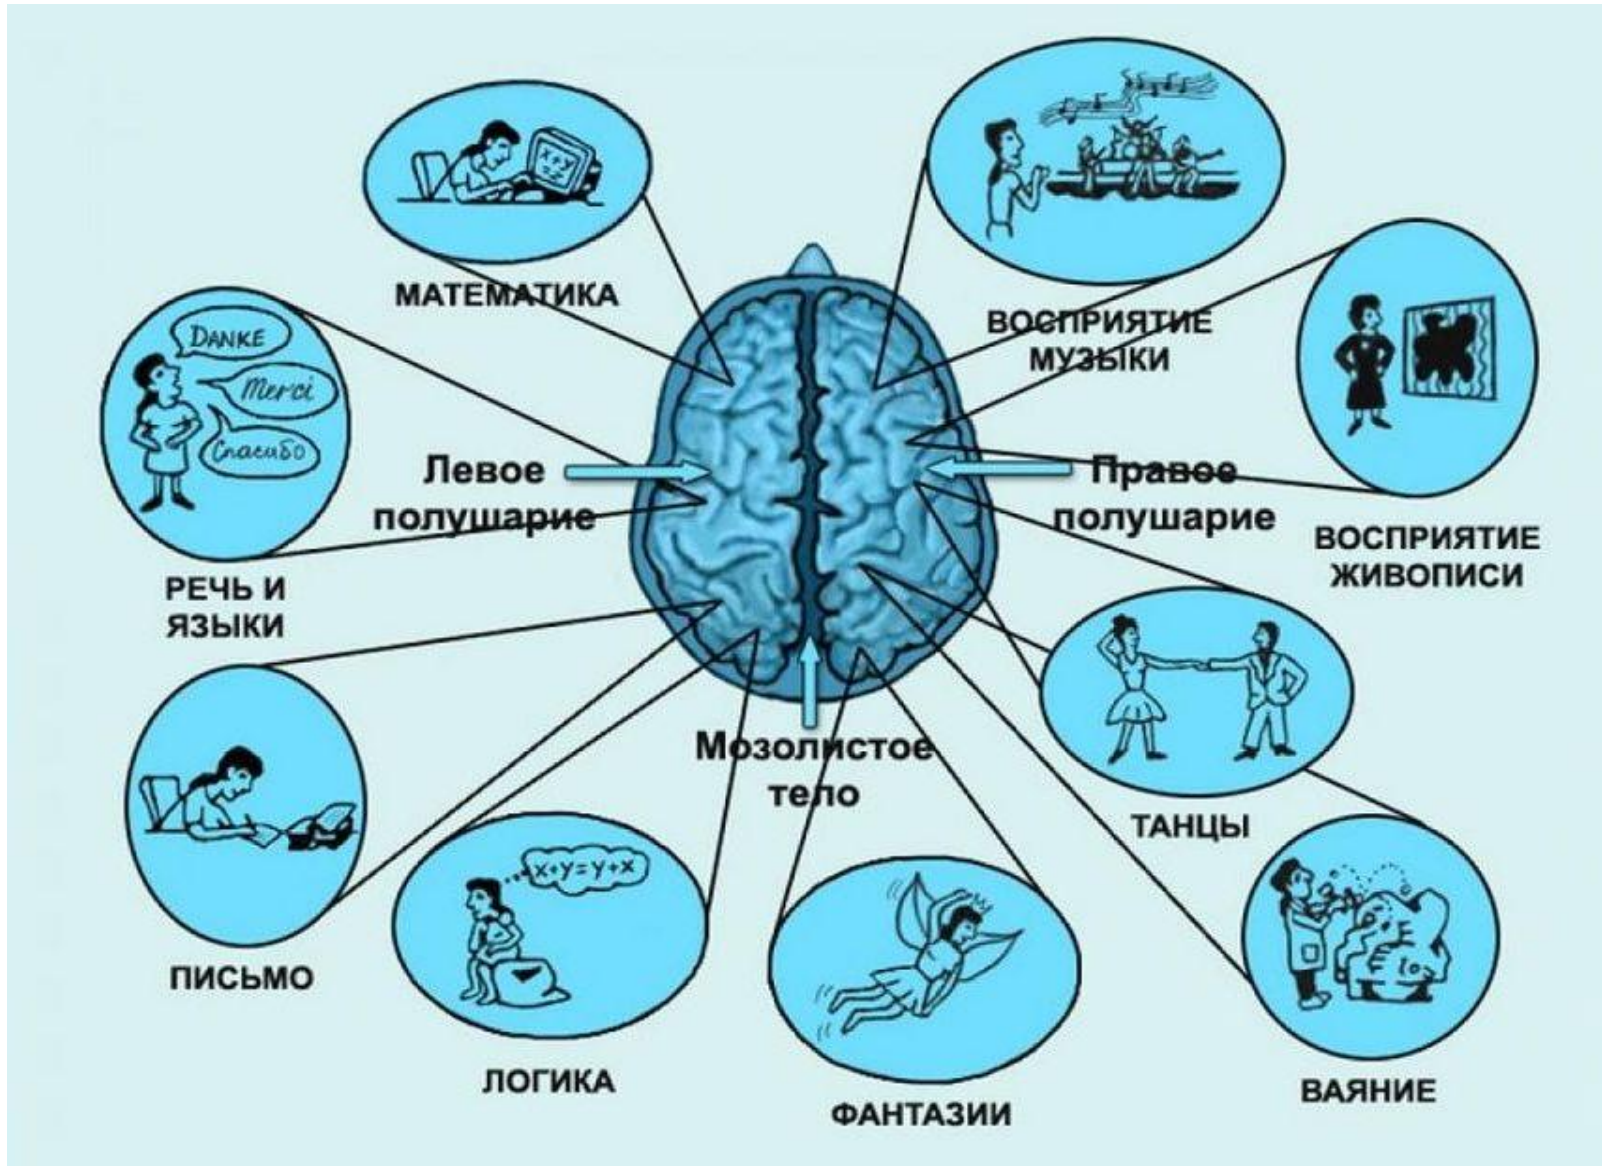 МАТЕМАТИКА
X+Y
=Z
ВОСПРИЯТИЕ
МУЗЫКИ
DANKE
Merci
Спасибо
РЕЧЬ И
ЯЗЫКИ
Левое
полушарие
Правое
полушарие
ВОСПРИЯТИЕ
ЖИВОПИСИ
Мозолистое
тело
ТАНЦЫ
ПИСЬМО
X+Y=Y+X
ЛОГИКА
ФАНТАЗИИ
ВАЯНИЕ